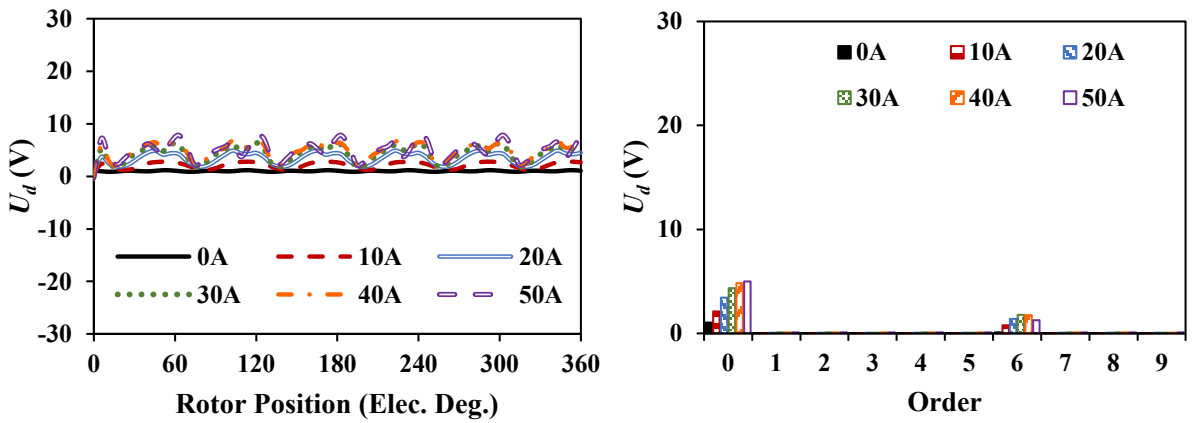 30
20
10
0
-10
-20
-30
U_d (V)
0A 10A 20A
30A 40A 50A
0 60 120 180 240 300 360
Rotor Position (Elec. Deg.)
30
20
10
0
U_d (V)
0A 10A 20A
30A 40A 50A
0 1 2 3 4 5 6 7 8 9
Order